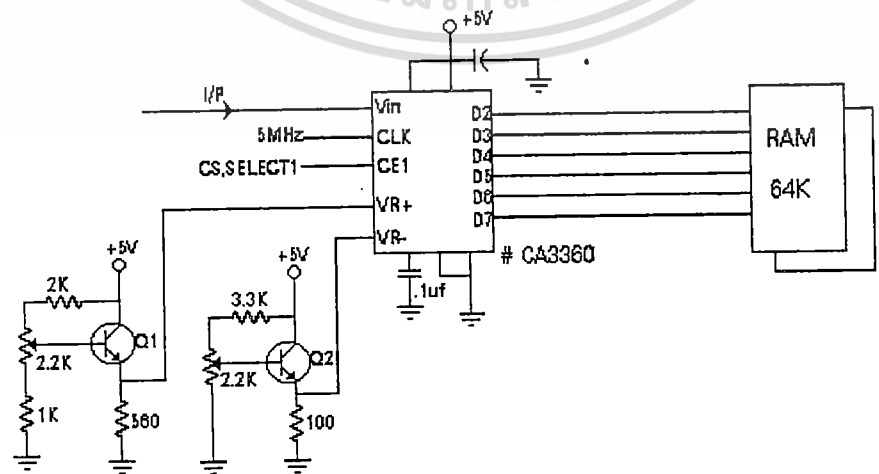 +5V
I/P
Vin
5MHz
CLK
CS,SELECT1
CE1
VR+
VR-
D2
D3
D4
D5
D6
D7
RAM
64K
# CA3360
.1uf
+5V
2K
Q1
2.2K
1K
560
+5V
3.3K
Q2
2.2K
100